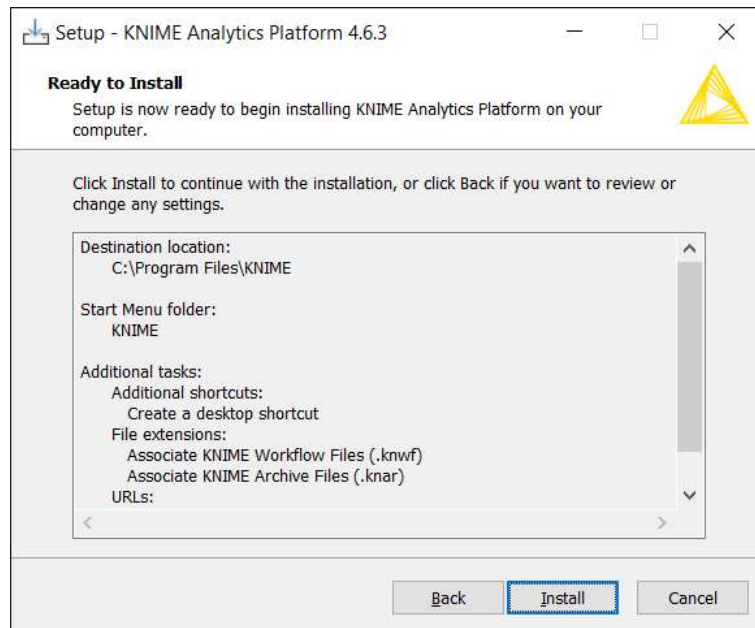 Setup - KNIME Analytics Platform 4.6.3
Ready to Install
Setup is now ready to begin installing KNIME Analytics Platform on your
computer.
Click Install to continue with the installation, or click Back if you want to review or
change any settings.
Destination location:
C:\Program Files\KNIME
Start Menu folder:
KNIME
Additional tasks:
Additional shortcuts:
Create a desktop shortcut
File extensions:
Associate KNIME Workflow Files (.knwf)
Associate KNIME Archive Files (.knar)
URLs:
Back Install Cancel